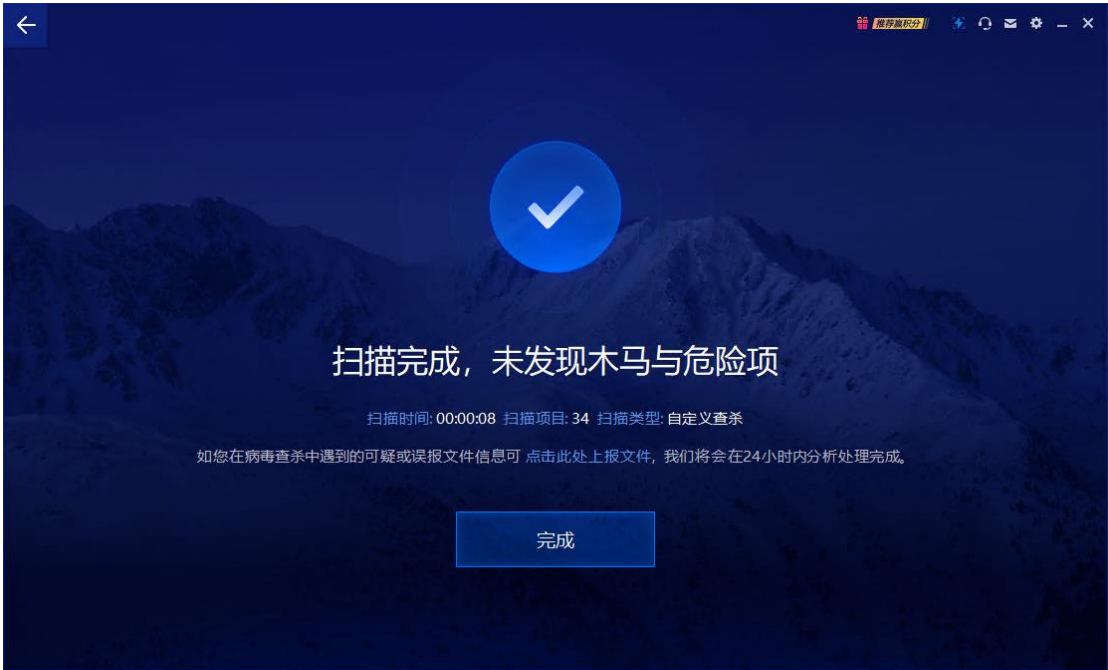 推荐赢积分
扫描完成，未发现木马与危险项
扫描时间: 00:00:08 扫描项目: 34 扫描类型: 自定义查杀
如您在病毒查杀中遇到的可疑或误报文件信息可 点击此处上报文件，我们将会在24小时内分析处理完成。
完成